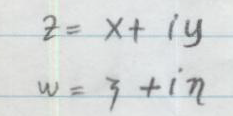 z = x + iy
w = ξ + iη